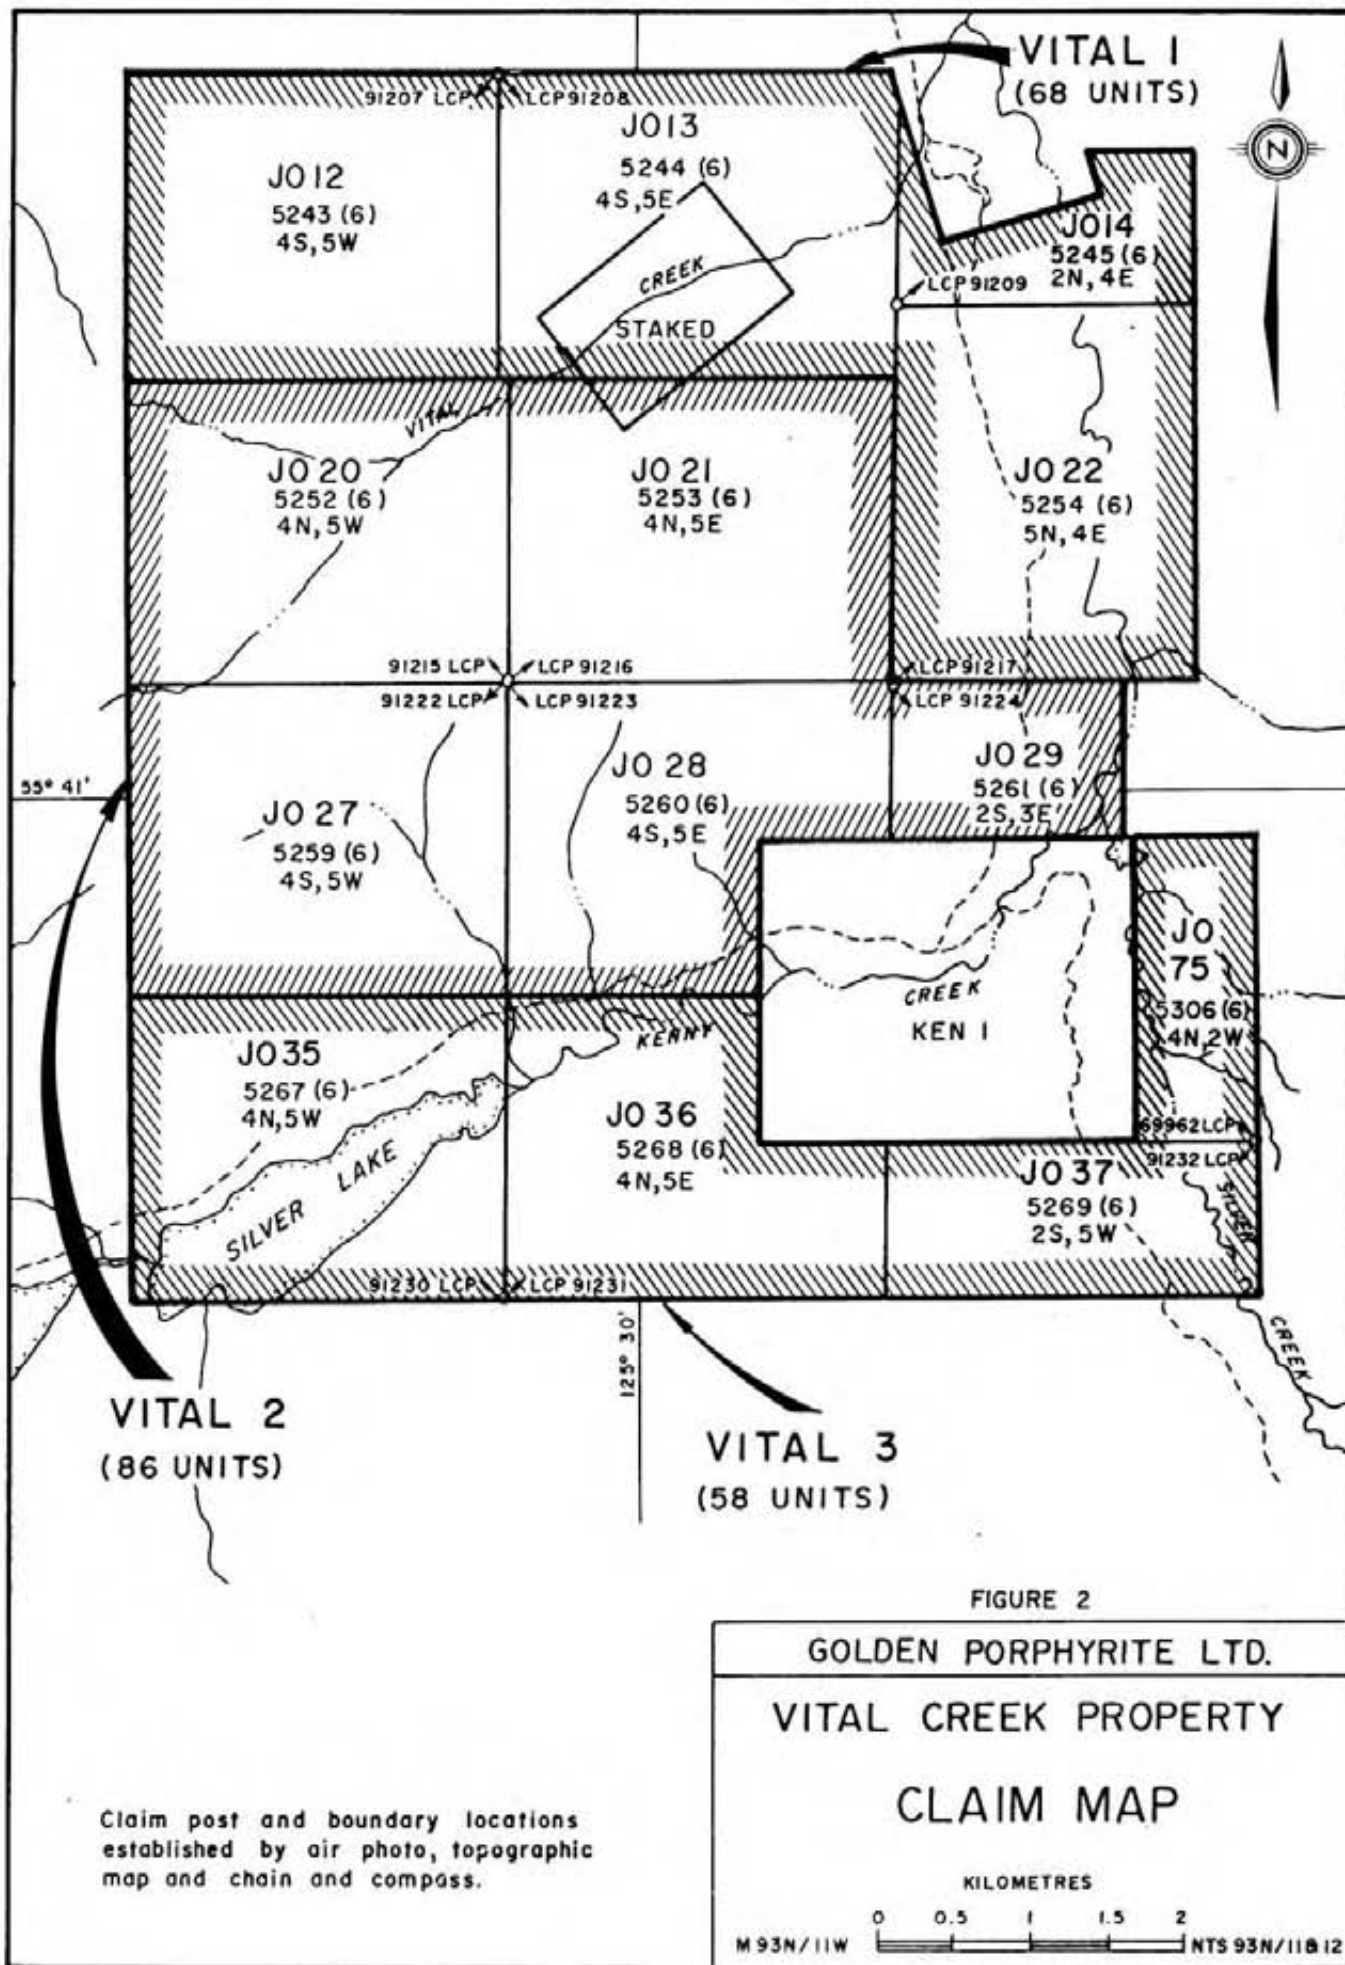 VITAL 1
(68 UNITS)
91207 LCP
LCP 91208
JO13
5244 (6)
4S, 5E
JO12
5243 (6)
4S, 5W
N
JO14
5245 (6)
2N, 4E
LCP 91209
CREEK
STAKED
VITAL
JO 20
5252 (6)
4N, 5W
JO 21
5253 (6)
4N, 5E
JO 22
5254 (6)
5N, 4E
91215 LCP
LCP 91216
LCP 91217
91222 LCP
LCP 91223
LCP 91224
55° 41'
JO 27
5259 (6)
4S, 5W
JO 28
5260 (6)
4S, 5E
JO 29
5261 (6)
2S, 3E
JO
75
5306 (6)
4N, 2W
CREEK
KEN 1
KENNY
JO35
5267 (6)
4N, 5W
JO 36
5268 (6)
4N, 5E
69962 LCP
91232 LCP
JO 37
5269 (6)
2S, 5W
SILVER LAKE
SILVER
CREEK
91230 LCP
LCP 91231
125° 30'
VITAL 2
(86 UNITS)
VITAL 3
(58 UNITS)
FIGURE 2
GOLDEN PORPHYRITE LTD.
VITAL CREEK PROPERTY
CLAIM MAP
Claim post and boundary locations
established by air photo, topographic
map and chain and compass.
KILOMETRES
0 0.5 1 1.5 2
M 93N/11W
NTS 93N/11&12